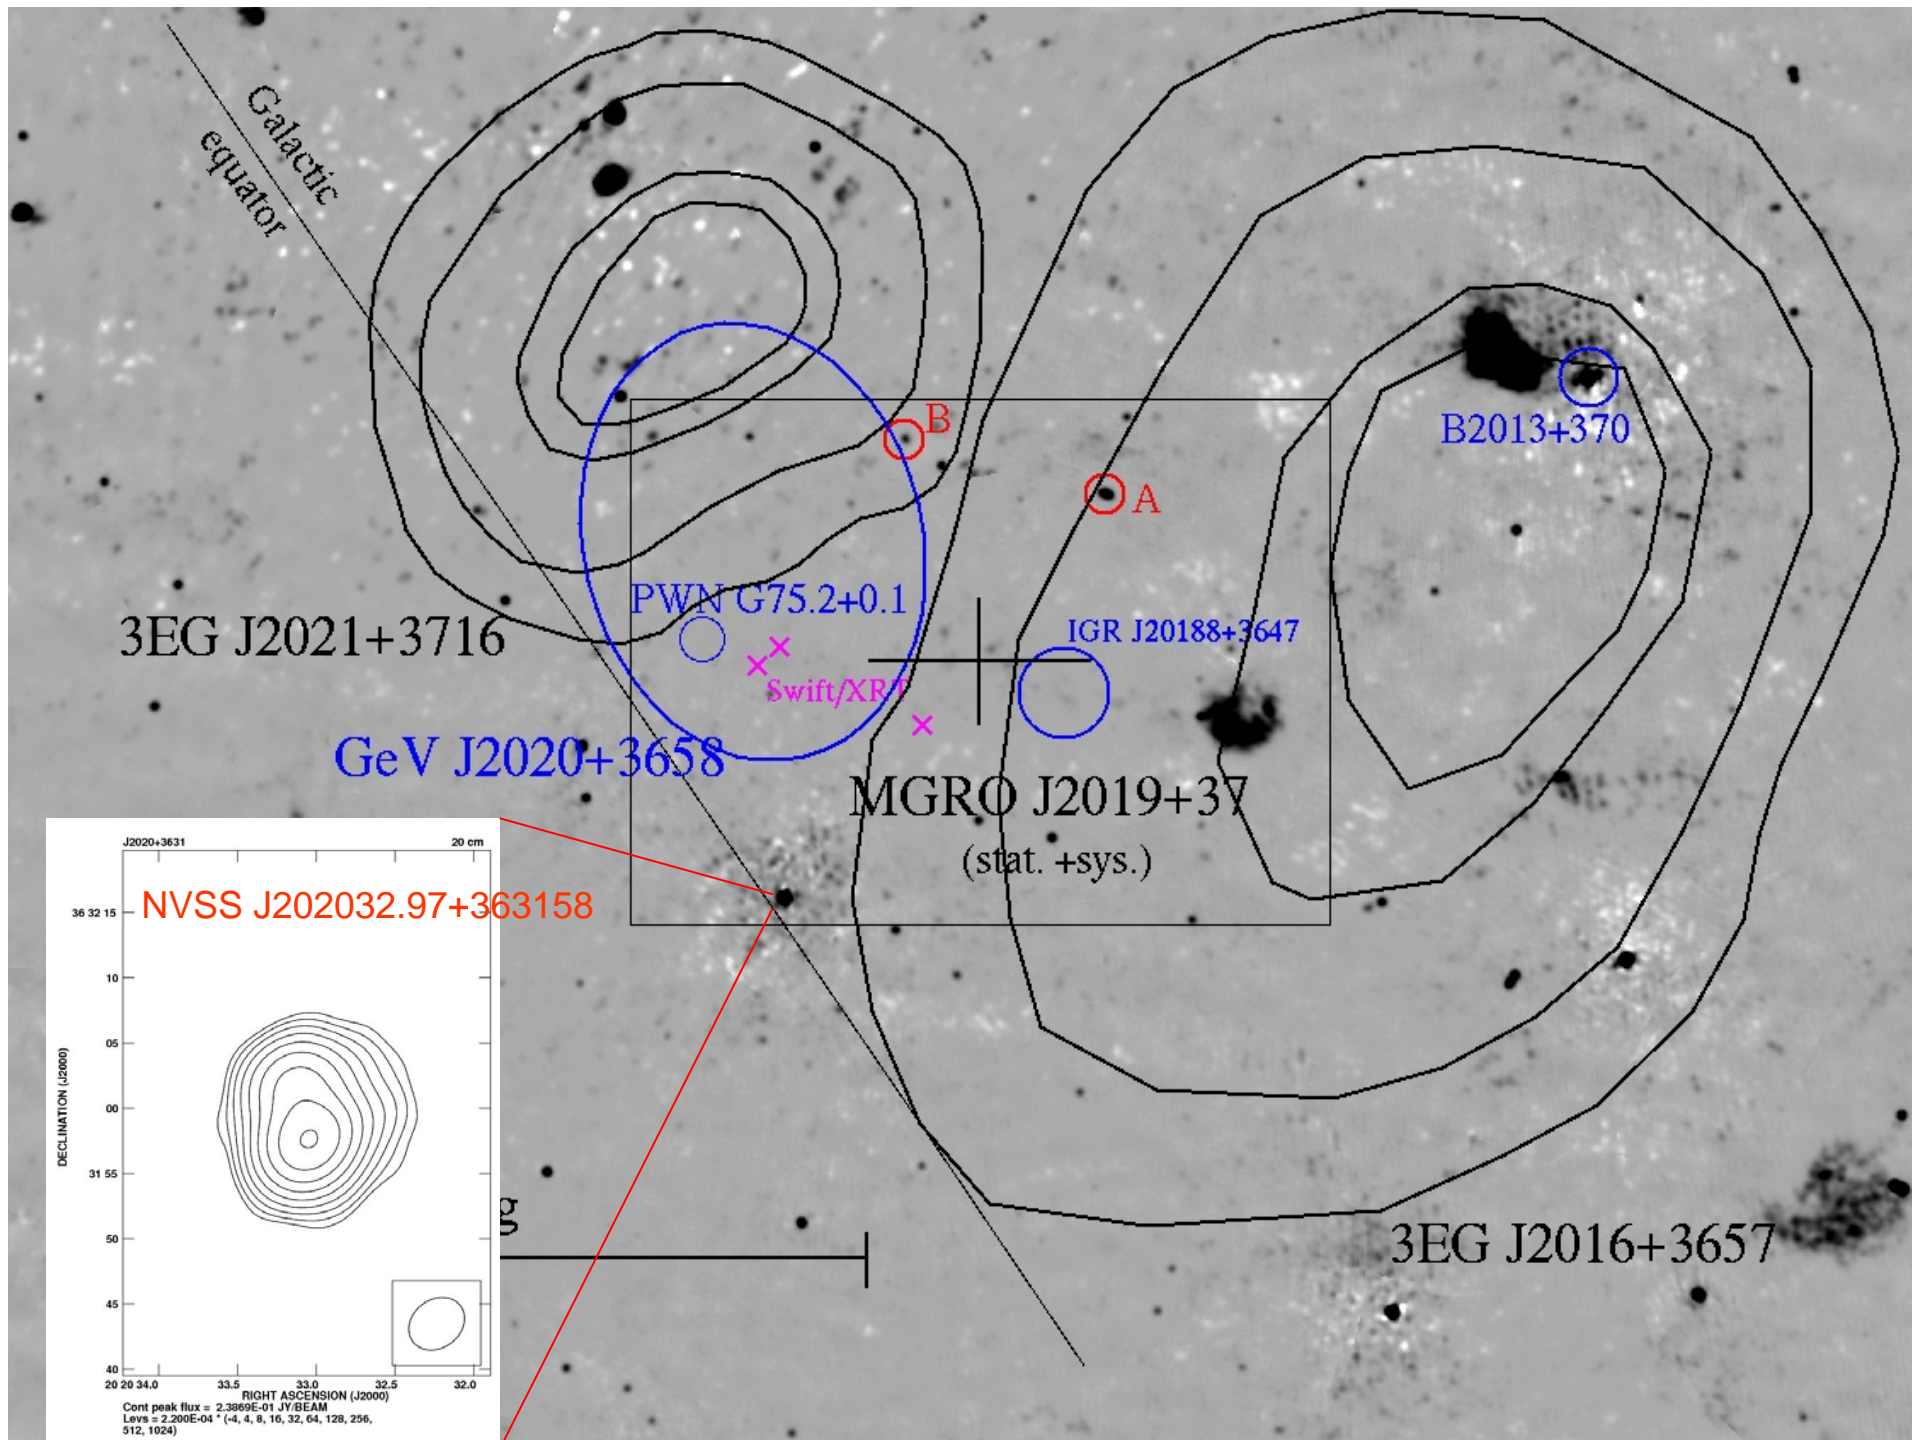 Galactic
equator
B
B2013+370
A
PWN G75.2+0.1
3EG J2021+3716
IGR J20188+3647
Swift/XRT
GeV J2020+3658
MGRO J2019+37
(stat. +sys.)
J2020+3631 20 cm
NVSS J202032.97+363158
36 32 15
10
05
00
31 55
50
45
40
DECLINATION (J2000)
20 20 34.0 33.5 33.0 32.5 32.0
RIGHT ASCENSION (J2000)
Cont peak flux = 2.3869E-01 JY/BEAM
Levs = 2.200E-04 * (-4, 4, 8, 16, 32, 64, 128, 256,
512, 1024)
g
3EG J2016+3657